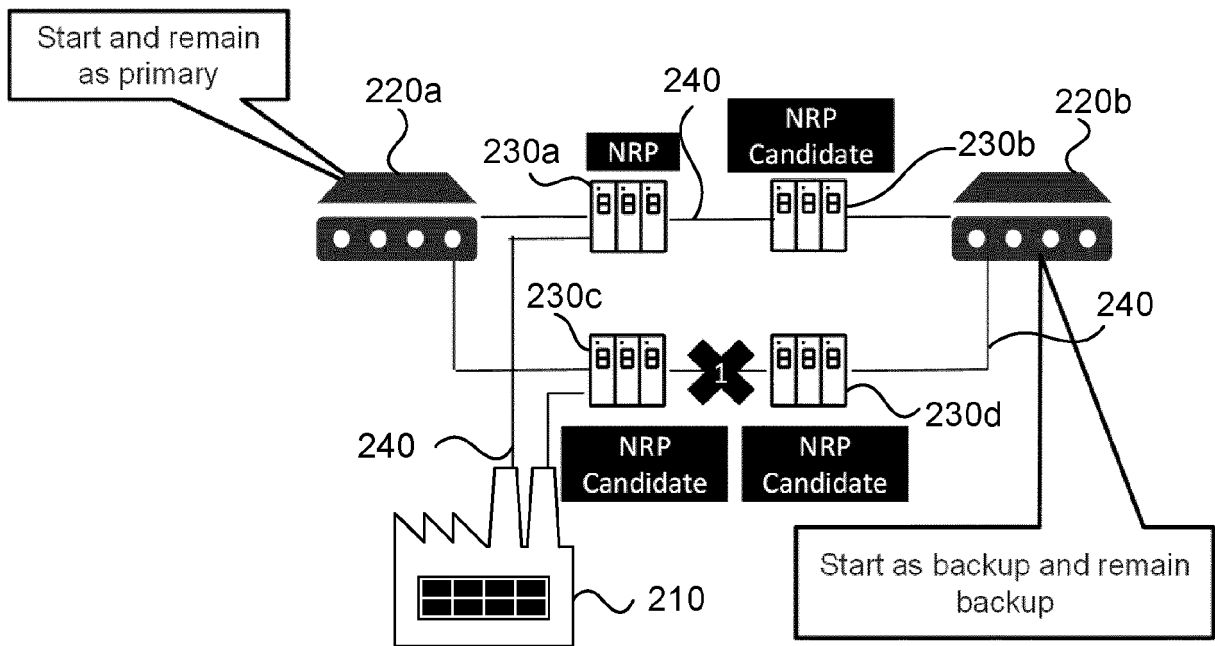 Start and remain
as primary
220a
240
NRP
Candidate
220b
230a
NRP
230b
230c
240
1
230d
240
NRP
Candidate
NRP
Candidate
Start as backup and remain
backup
210